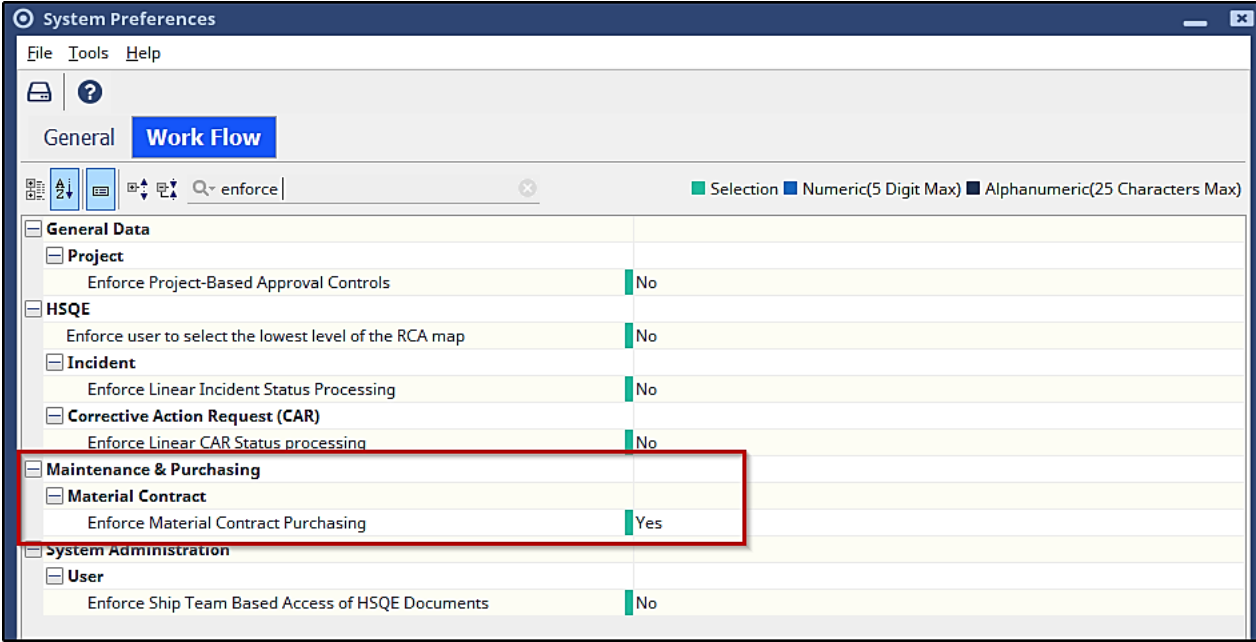 System Preferences
File Tools Help
General Work Flow
enforce Selection Numeric(5 Digit Max) Alphanumeric(25 Characters Max)
General Data
Project
Enforce Project-Based Approval Controls No
HSQE
Enforce user to select the lowest level of the RCA map No
Incident
Enforce Linear Incident Status Processing No
Corrective Action Request (CAR)
Enforce Linear CAR Status processing No
Maintenance & Purchasing
Material Contract
Enforce Material Contract Purchasing Yes
System Administration
User
Enforce Ship Team Based Access of HSQE Documents No